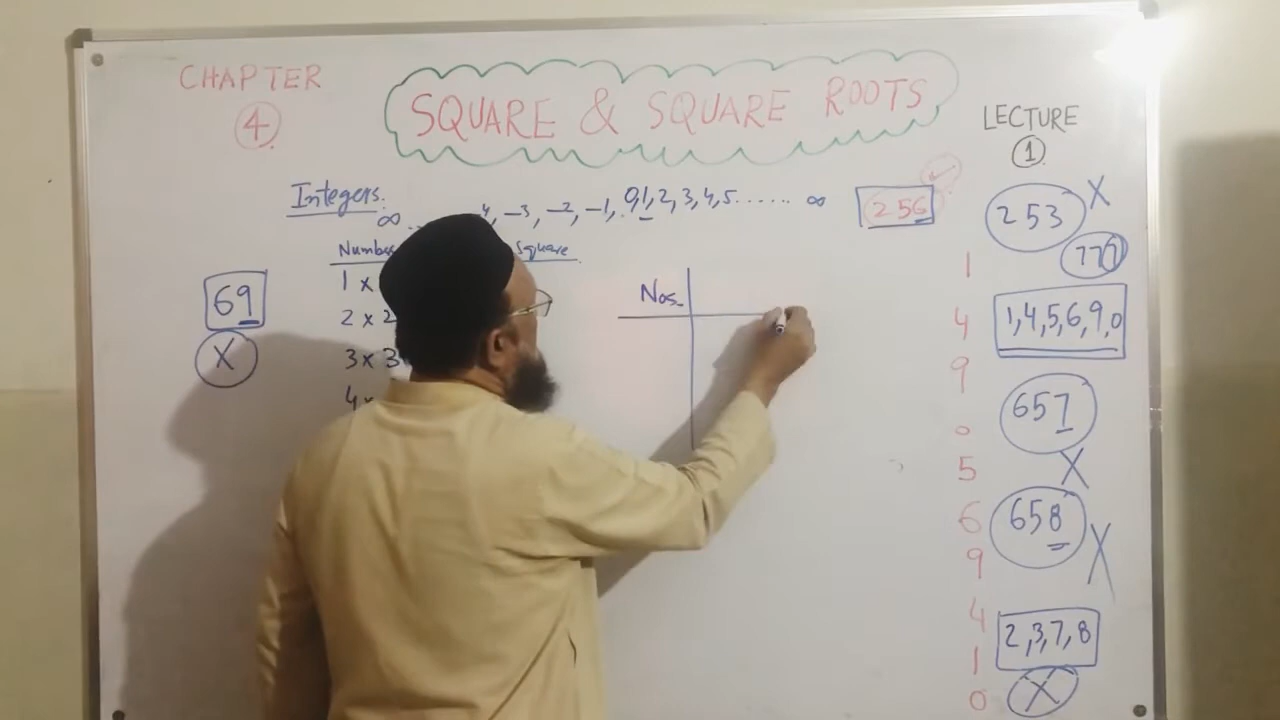 CHAPTER
4
SQUARE & SQUARE ROOTS
LECTURE
1
Integers.
∞ ... 4, -3, -2, -1, 0, 1, 2, 3, 4, 5...... ∞
256
253 X
777
Square
1 x
2 x 2
3 x 3
4 x
69
X
Nos.
1
4
9
0
5
6
9
4
1
0
1,4,5,6,9,0
657
X
658
X
2,3,7,8
X